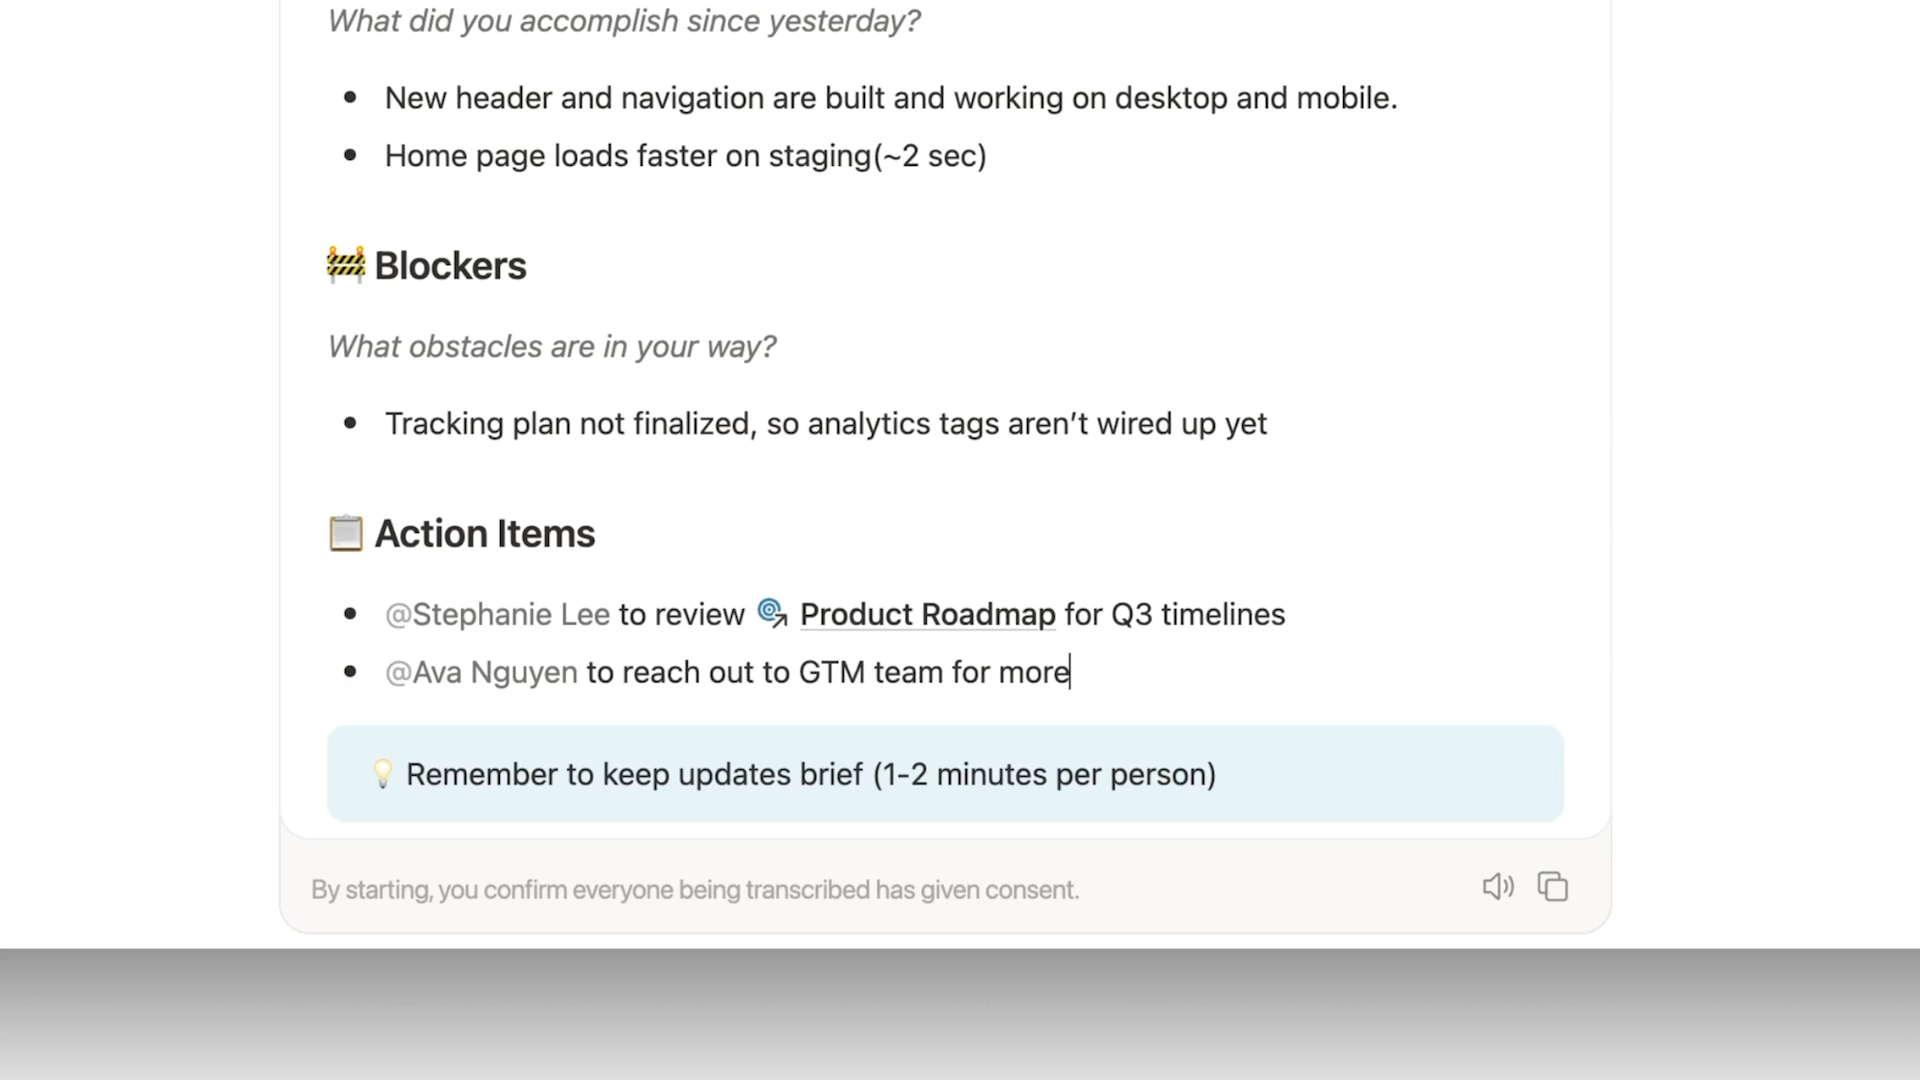 What did you accomplish since yesterday?
New header and navigation are built and working on desktop and mobile.
Home page loads faster on staging(~2 sec)
🚧 Blockers
What obstacles are in your way?
Tracking plan not finalized, so analytics tags aren’t wired up yet
📋 Action Items
@Stephanie Lee to review Product Roadmap for Q3 timelines
@Ava Nguyen to reach out to GTM team for more
💡 Remember to keep updates brief (1-2 minutes per person)
By starting, you confirm everyone being transcribed has given consent.